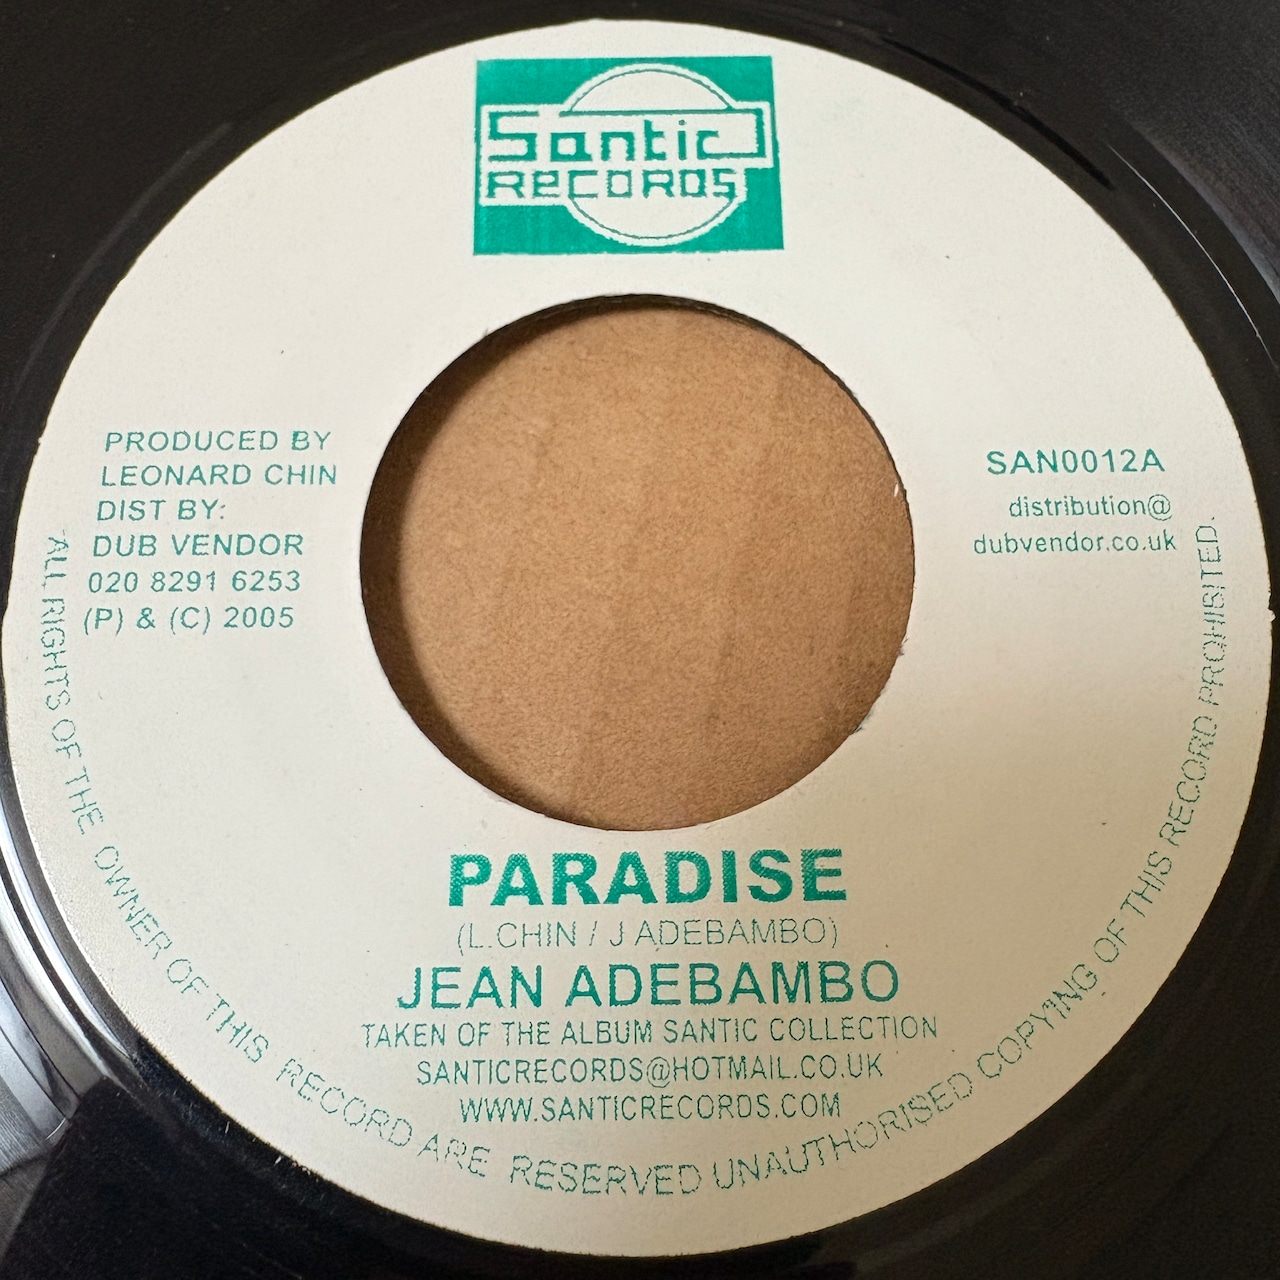 Santic
RECORDS
PRODUCED BY
LEONARD CHIN
DIST BY:
DUB VENDOR
020 8291 6253
(P) & (C) 2005
SAN0012A
distribution@
dubvendor.co.uk
PARADISE
(L.CHIN / J ADEBAMBO)
JEAN ADEBAMBO
TAKEN OF THE ALBUM SANTIC COLLECTION
SANTICRECORDS@HOTMAIL.CO.UK
WWW.SANTICRECORDS.COM
ALL RIGHTS OF THE OWNER OF THIS RECORD ARE RESERVED UNAUTHORISED COPYING OF THIS RECORD PROHIBITED.